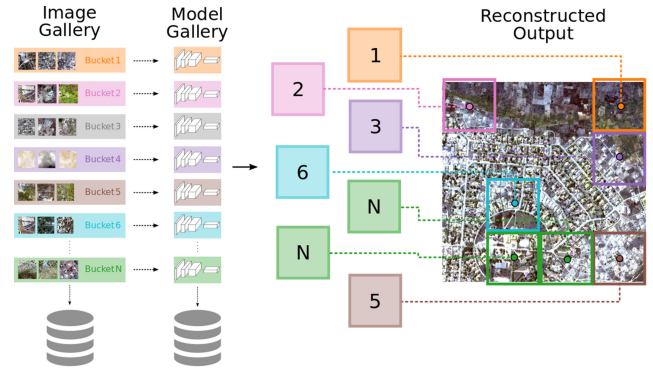 Image
Gallery
Model
Gallery
Reconstructed
Output
Bucket1
Bucket2
Bucket3
Bucket4
Bucket5
Bucket6
BucketN
1
2
3
6
N
N
5